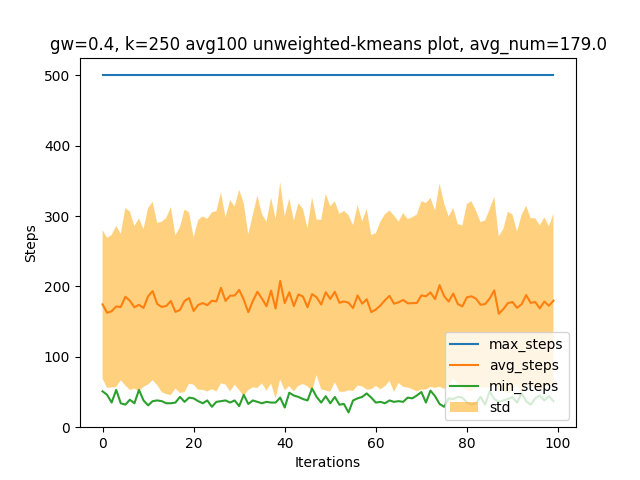 gw=0.4, k=250 avg100 unweighted-kmeans plot, avg_num=179.0
500
400
300
200
100
0
Steps
0 20 40 60 80 100
Iterations
max_steps
avg_steps
min_steps
std